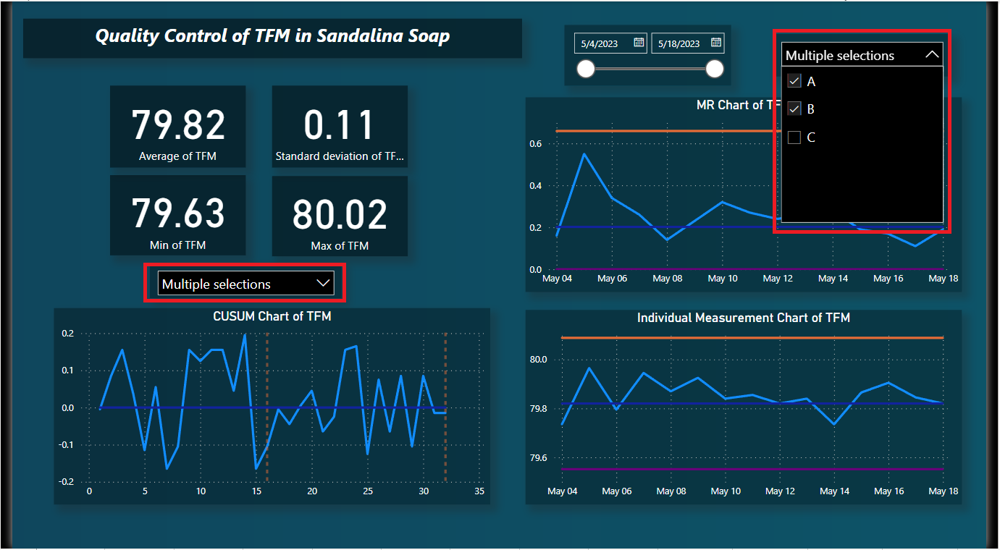 Quality Control of TFM in Sandalina Soap
5/4/2023
5/18/2023
Multiple selections
A
B
C
79.82
Average of TFM
0.11
Standard deviation of TF...
79.63
Min of TFM
80.02
Max of TFM
Multiple selections
MR Chart of TF
0.6
0.4
0.2
0.0
May 04 May 06 May 08 May 10 May 12 May 14 May 16 May 18
CUSUM Chart of TFM
0.2
0.1
0.0
-0.1
-0.2
0 5 10 15 20 25 30 35
Individual Measurement Chart of TFM
80.0
79.8
79.6
May 04 May 06 May 08 May 10 May 12 May 14 May 16 May 18